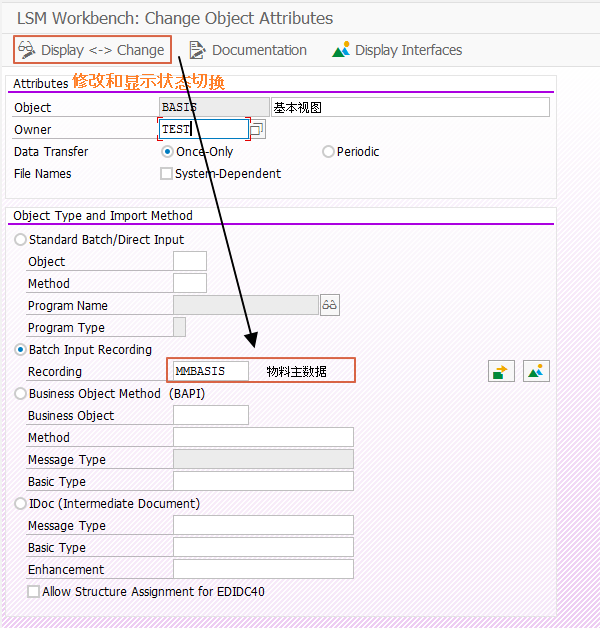 LSM Workbench: Change Object Attributes
Display <-> Change Documentation Display Interfaces
Attributes 修改和显示状态切换
Object BASIS 基本视图
Owner TEST
Data Transfer Once-Only Periodic
File Names System-Dependent
Object Type and Import Method
Standard Batch/Direct Input
Object
Method
Program Name
Program Type
Batch Input Recording
Recording MMBASIS 物料主数据
Business Object Method (BAPI)
Business Object
Method
Message Type
Basic Type
IDoc (Intermediate Document)
Message Type
Basic Type
Enhancement
Allow Structure Assignment for EDIDC40